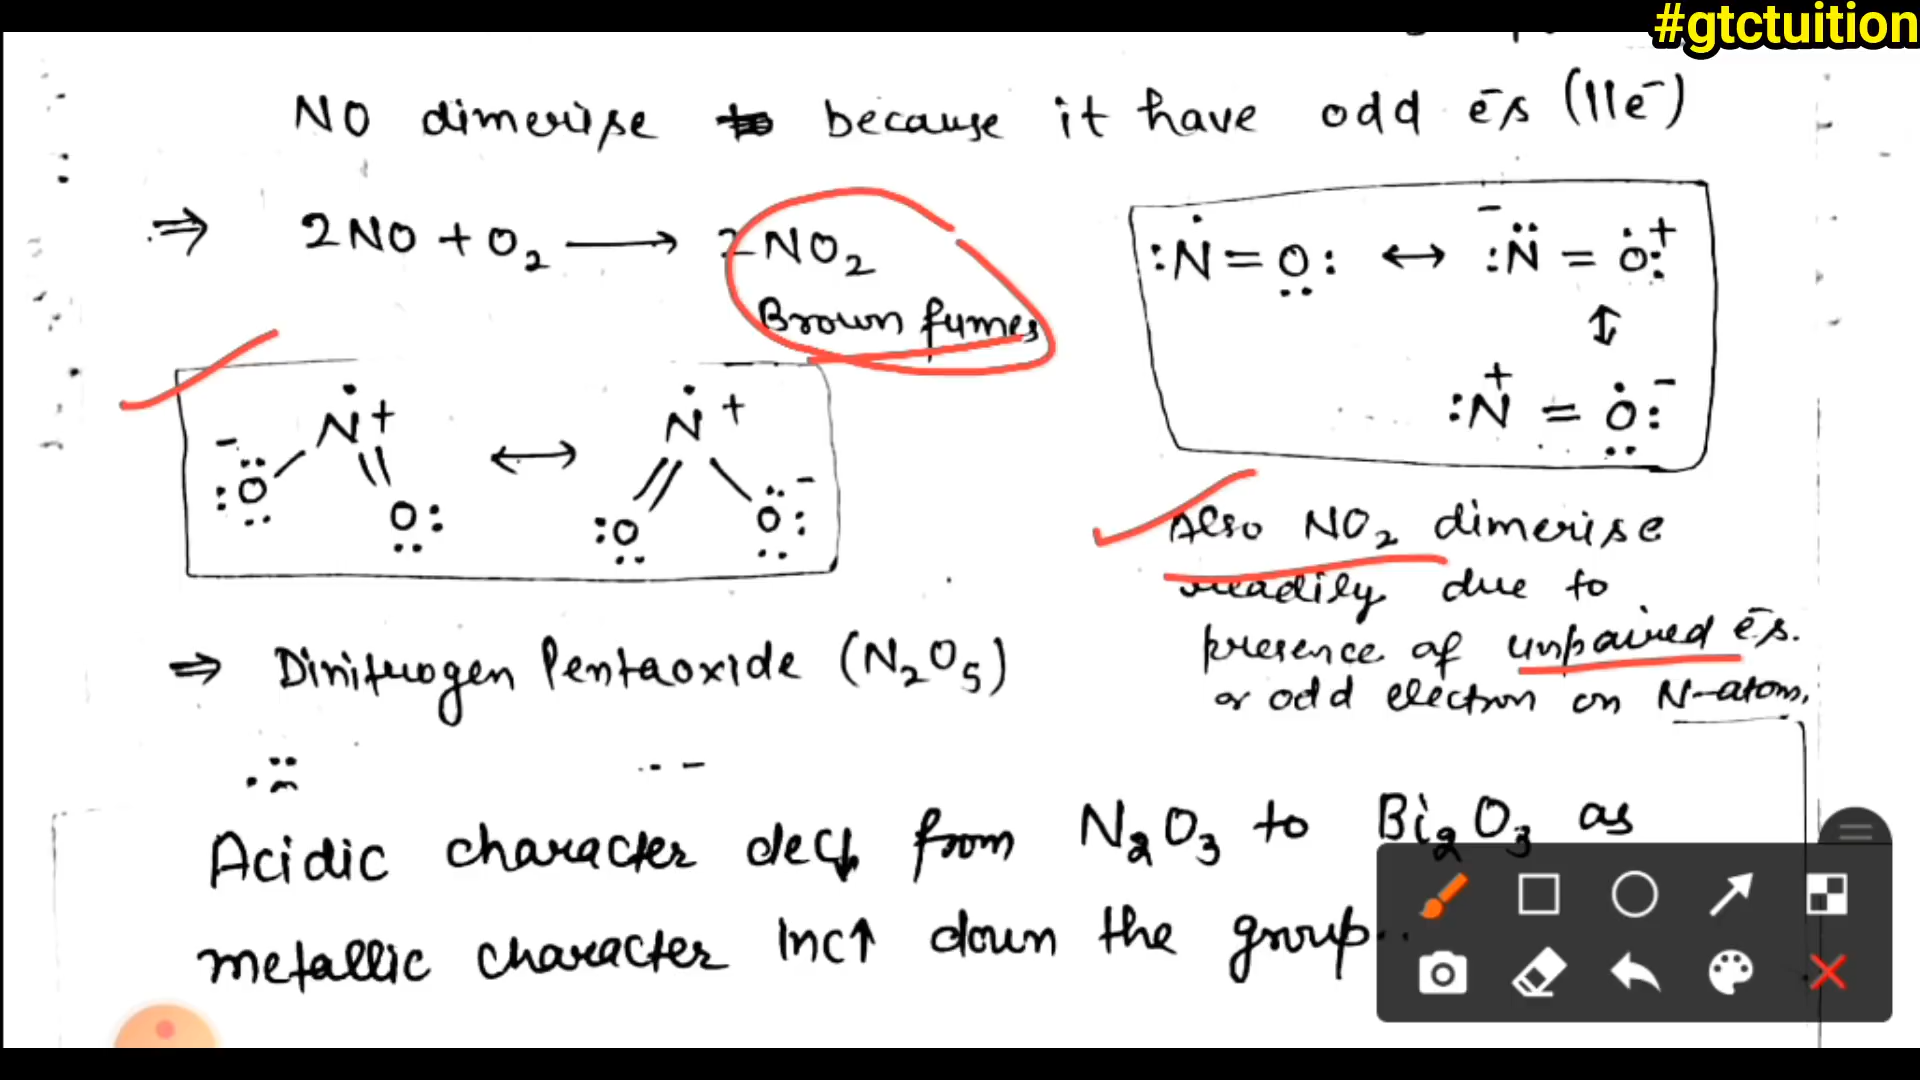 #gtctuition
NO dimerise because it have odd ēs (11e⁻)
⇒ 2NO + O₂ ⟶ 2NO₂
Brown fumes
:Ṅ = O: ↔ ⁻:N̈ = O:⁺
↕
:N⁺ = O:⁻
⁻:O – N⁺ = O: ↔ :O = N⁺ – O:⁻
Also NO₂ dimerise
readily due to
presence of unpaired ēs.
or odd electron on N-atom.
⇒ Dinitrogen Pentaoxide (N₂O₅)
Acidic character dec↓ from N₂O₃ to Bi₂O₃ as
metallic character Inc↑ down the group.